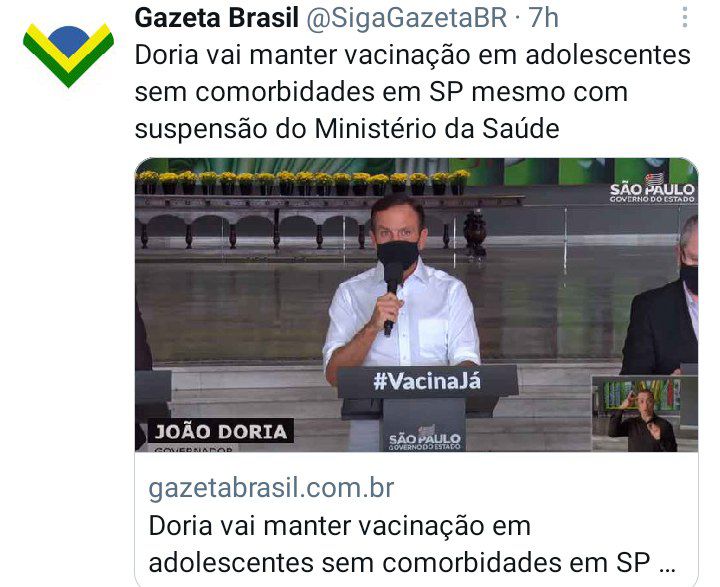 Gazeta Brasil @SigaGazetaBR · 7h
Doria vai manter vacinação em adolescentes
sem comorbidades em SP mesmo com
suspensão do Ministério da Saúde
SÃO PAULO
GOVERNO DO ESTADO
#VacinaJá
SÃO PAULO
GOVERNO DO ESTADO
JOÃO DORIA
GOVERNADOR
gazetabrasil.com.br
Doria vai manter vacinação em
adolescentes sem comorbidades em SP ...